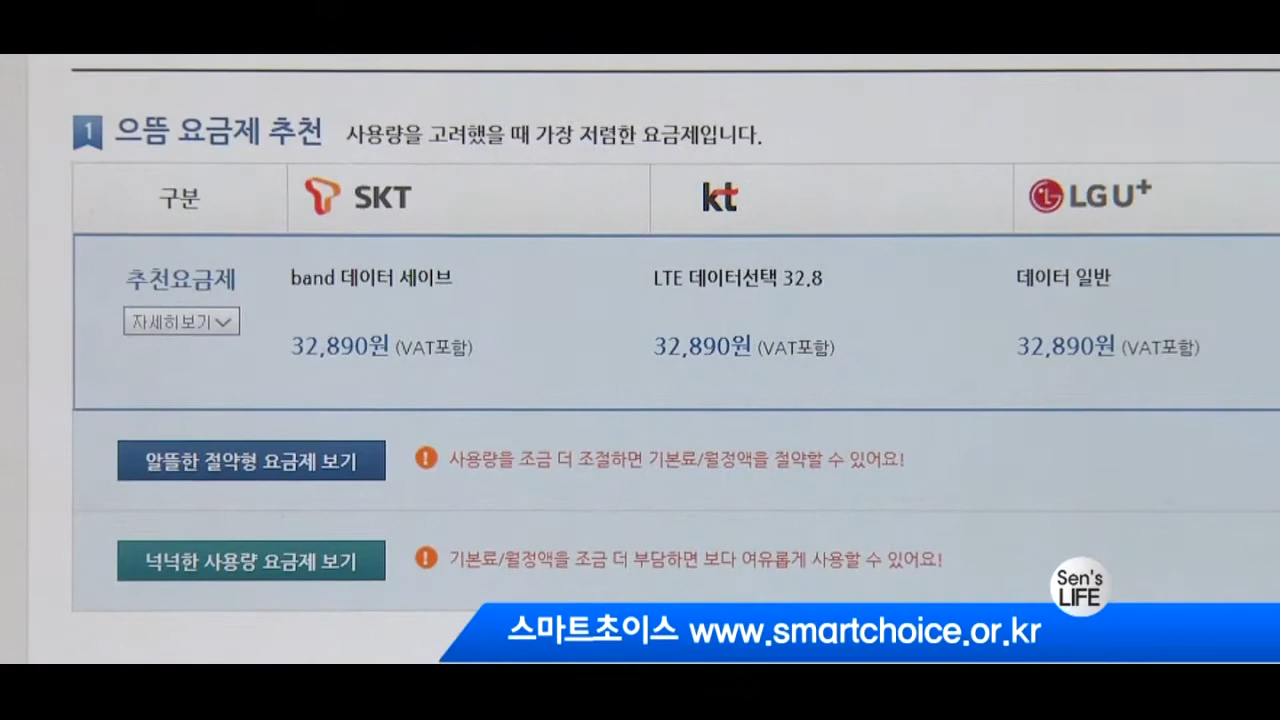 1 으뜸 요금제 추천 사용량을 고려했을 때 가장 저렴한 요금제입니다.
구분 SKT kt LG U+
추천요금제 band 데이터 세이브 LTE 데이터선택 32.8 데이터 일반
자세히보기
32,890원 (VAT포함) 32,890원 (VAT포함) 32,890원 (VAT포함)
알뜰한 절약형 요금제 보기 ! 사용량을 조금 더 조절하면 기본료/월정액을 절약할 수 있어요!
넉넉한 사용량 요금제 보기 ! 기본료/월정액을 조금 더 부담하면 보다 여유롭게 사용할 수 있어요!
Sen's
LIFE
스마트초이스 www.smartchoice.or.kr